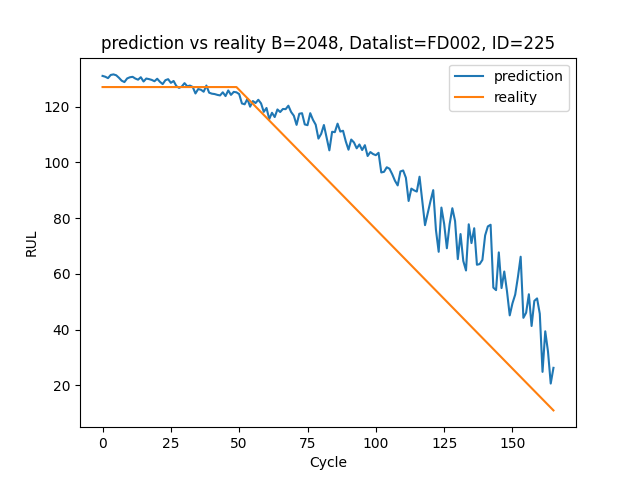 prediction vs reality B=2048, Datalist=FD002, ID=225
prediction
reality
RUL
120
100
80
60
40
20
0 25 50 75 100 125 150
Cycle